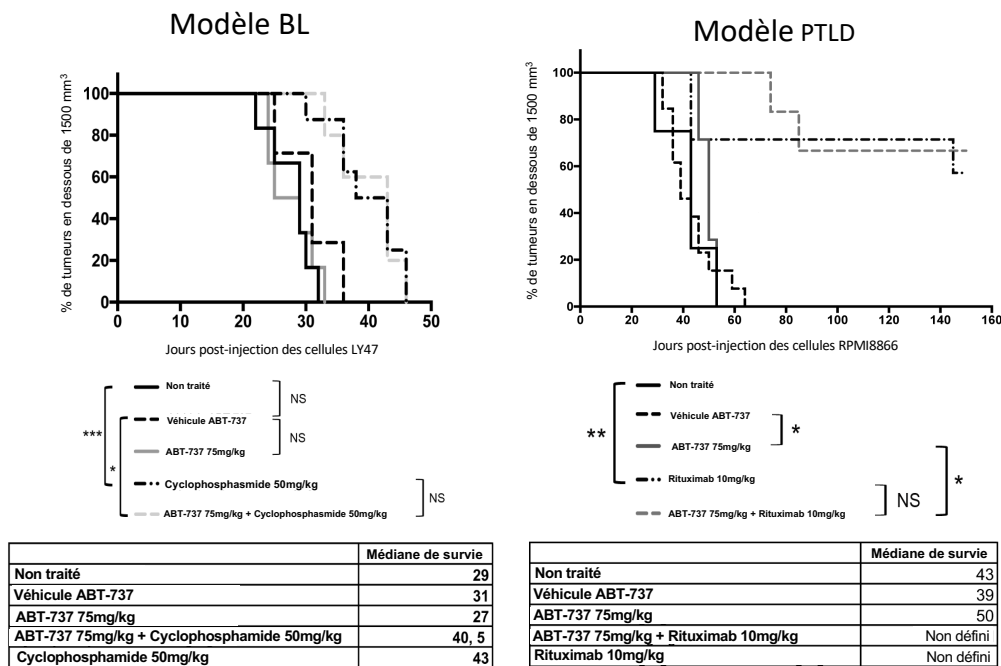 Modèle BL
% de tumeurs en dessous de 1500 mm³
100
80
60
40
20
0
0 10 20 30 40 50
Jours post-injection des cellules LY47
Non traité
Véhicule ABT-737
ABT-737 75mg/kg
Cyclophosphasmide 50mg/kg
ABT-737 75mg/kg + Cyclophosphasmide 50mg/kg
***
*
NS
NS
NS
Médiane de survie
Non traité 29
Véhicule ABT-737 31
ABT-737 75mg/kg 27
ABT-737 75mg/kg + Cyclophosphamide 50mg/kg 40, 5
Cyclophosphamide 50mg/kg 43
Modèle PTLD
% de tumeurs en dessous de 1500 mm³
100
80
60
40
20
0
0 20 40 60 80 100 120 140 160
Jours post-injection des cellules RPMI8866
Non traité
Véhicule ABT-737
ABT-737 75mg/kg
Rituximab 10mg/kg
ABT-737 75mg/kg + Rituximab 10mg/kg
**
*
NS
*
Médiane de survie
Non traité 43
Véhicule ABT-737 39
ABT-737 75mg/kg 50
ABT-737 75mg/kg + Rituximab 10mg/kg Non défini
Rituximab 10mg/kg Non défini